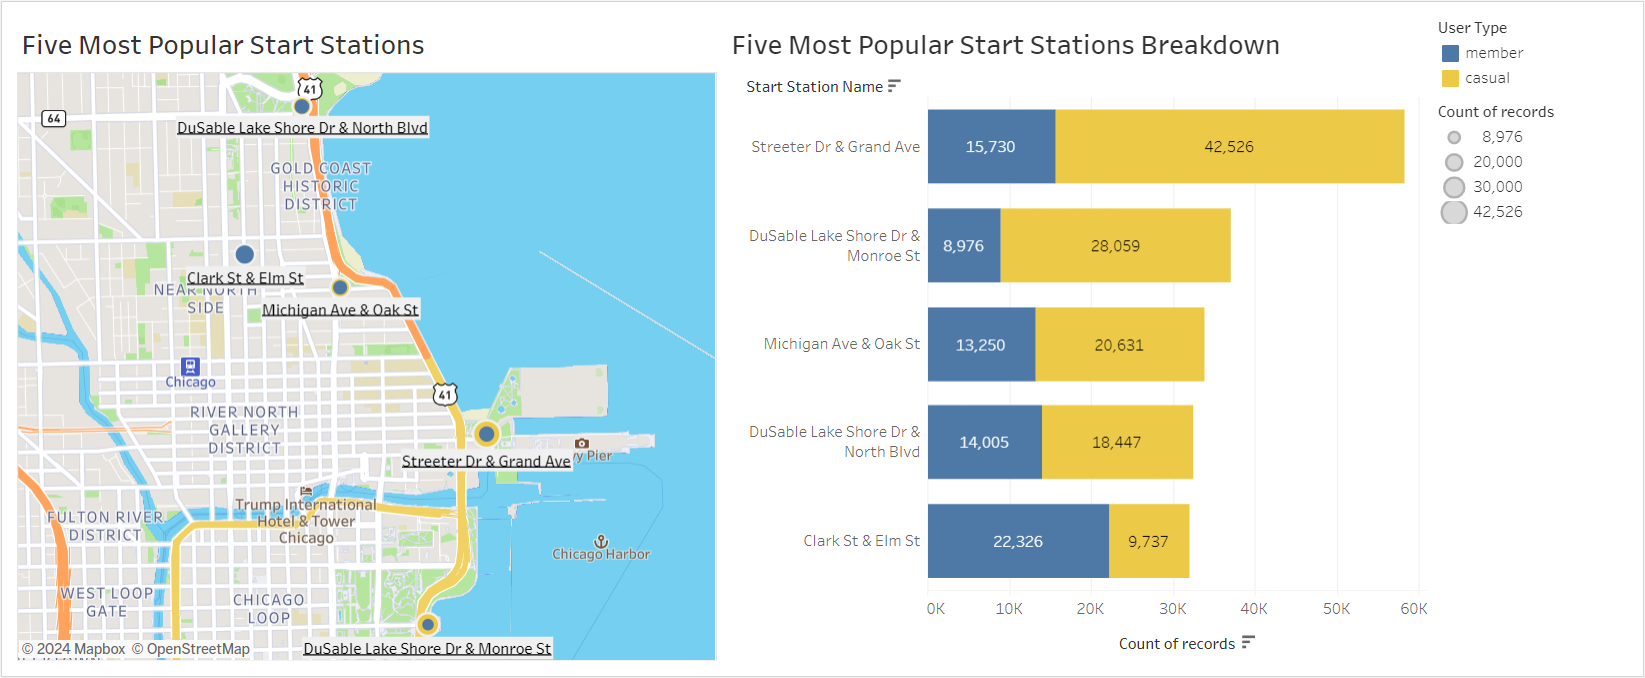 Five Most Popular Start Stations
41
64
DuSable Lake Shore Dr & North Blvd
GOLD COAST
HISTORIC
DISTRICT
Clark St & Elm St
NEAR NORTH
SIDE
Michigan Ave & Oak St
Chicago
41
RIVER NORTH
GALLERY
DISTRICT
Streeter Dr & Grand Ave
Pier
Trump International
Hotel & Tower
Chicago
FULTON RIVER
DISTRICT
Chicago Harbor
WEST LOOP
GATE
CHICAGO
LOOP
© 2024 Mapbox © OpenStreetMap
DuSable Lake Shore Dr & Monroe St
Five Most Popular Start Stations Breakdown
Start Station Name
Streeter Dr & Grand Ave
15,730
42,526
DuSable Lake Shore Dr &
Monroe St
8,976
28,059
Michigan Ave & Oak St
13,250
20,631
DuSable Lake Shore Dr &
North Blvd
14,005
18,447
Clark St & Elm St
22,326
9,737
0K 10K 20K 30K 40K 50K 60K
Count of records
User Type
member
casual
Count of records
8,976
20,000
30,000
42,526